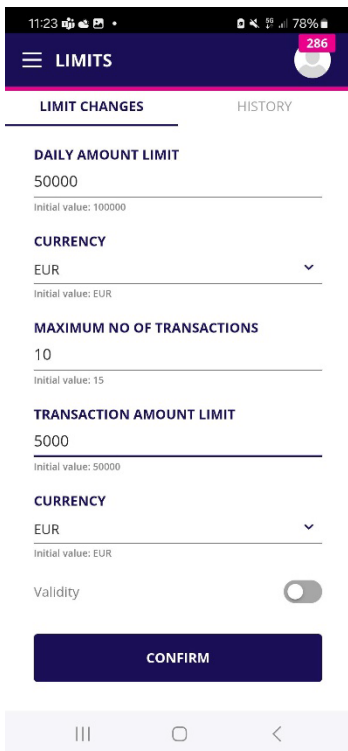 11:23
5G 78%
286
LIMITS
LIMIT CHANGES HISTORY
DAILY AMOUNT LIMIT
50000
Initial value: 100000
CURRENCY
EUR
Initial value: EUR
MAXIMUM NO OF TRANSACTIONS
10
Initial value: 15
TRANSACTION AMOUNT LIMIT
5000
Initial value: 50000
CURRENCY
EUR
Initial value: EUR
Validity
CONFIRM